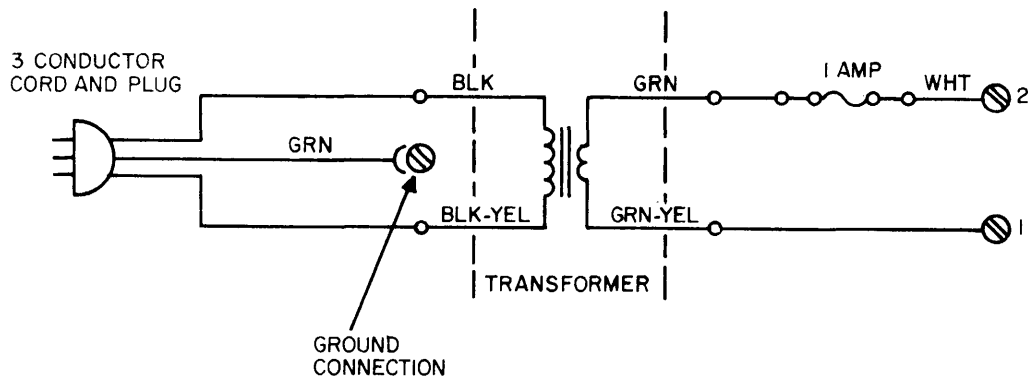 3 CONDUCTOR
CORD AND PLUG
BLK
GRN
1 AMP
WHT
2
GRN
BLK-YEL
GRN-YEL
1
TRANSFORMER
GROUND
CONNECTION